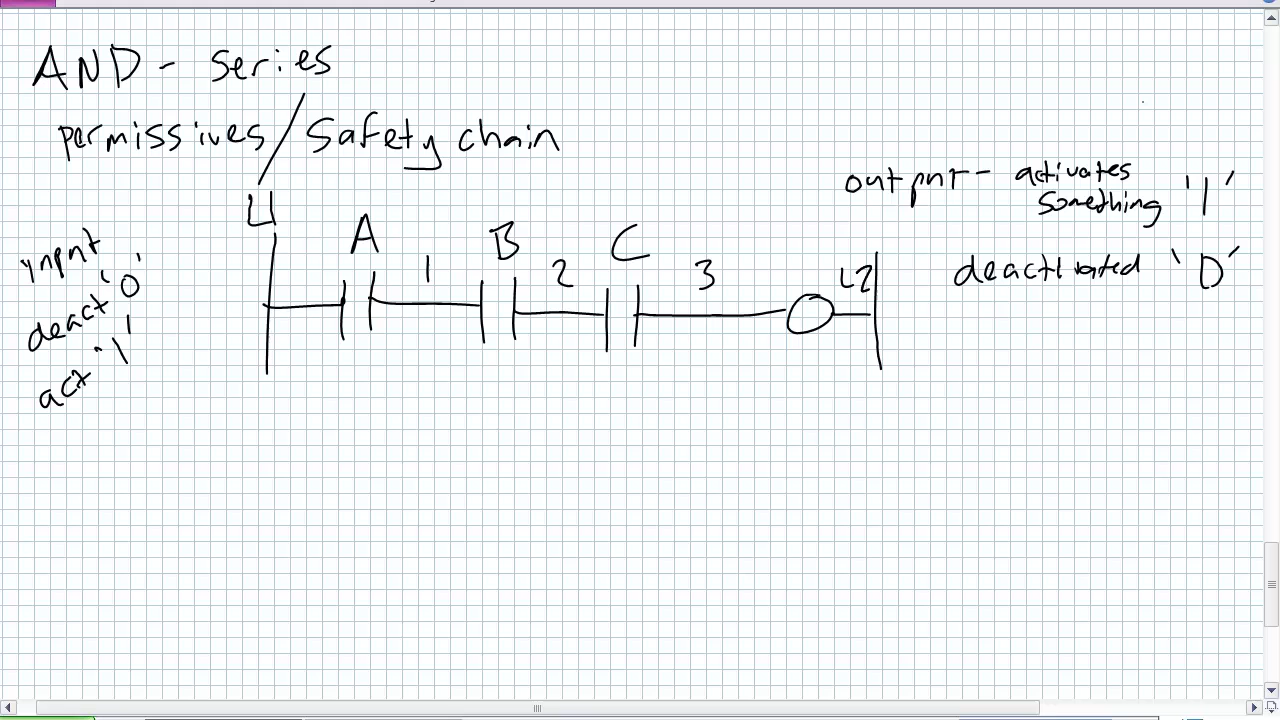 AND - series
permissives / Safety chain
output - activates
something '1'
L1
A
B
C
input
deact '0'
act '1'
1
2
3
L2
deactivated '0'